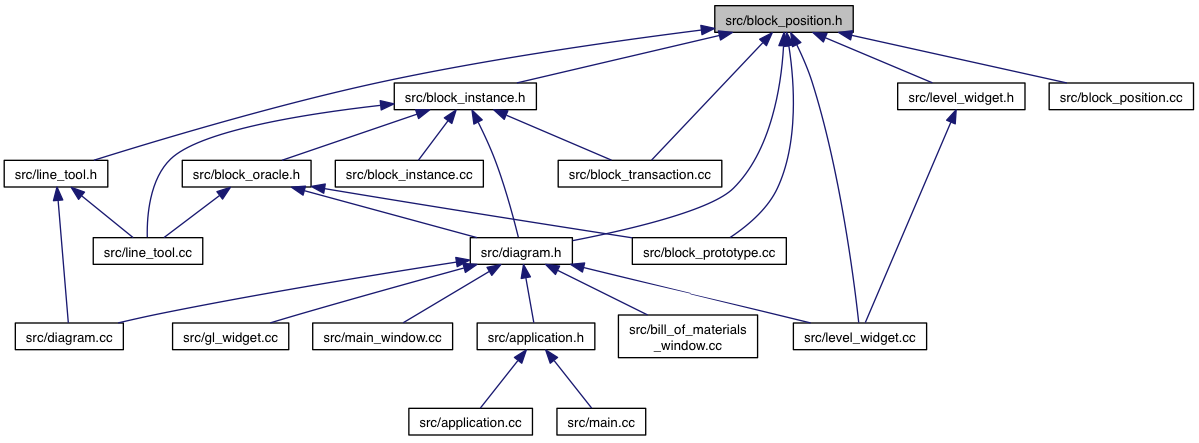 src/block_position.h
src/block_instance.h
src/level_widget.h
src/block_position.cc
src/line_tool.h
src/block_oracle.h
src/block_instance.cc
src/block_transaction.cc
src/line_tool.cc
src/diagram.h
src/block_prototype.cc
src/diagram.cc
src/gl_widget.cc
src/main_window.cc
src/application.h
src/bill_of_materials
_window.cc
src/level_widget.cc
src/application.cc
src/main.cc